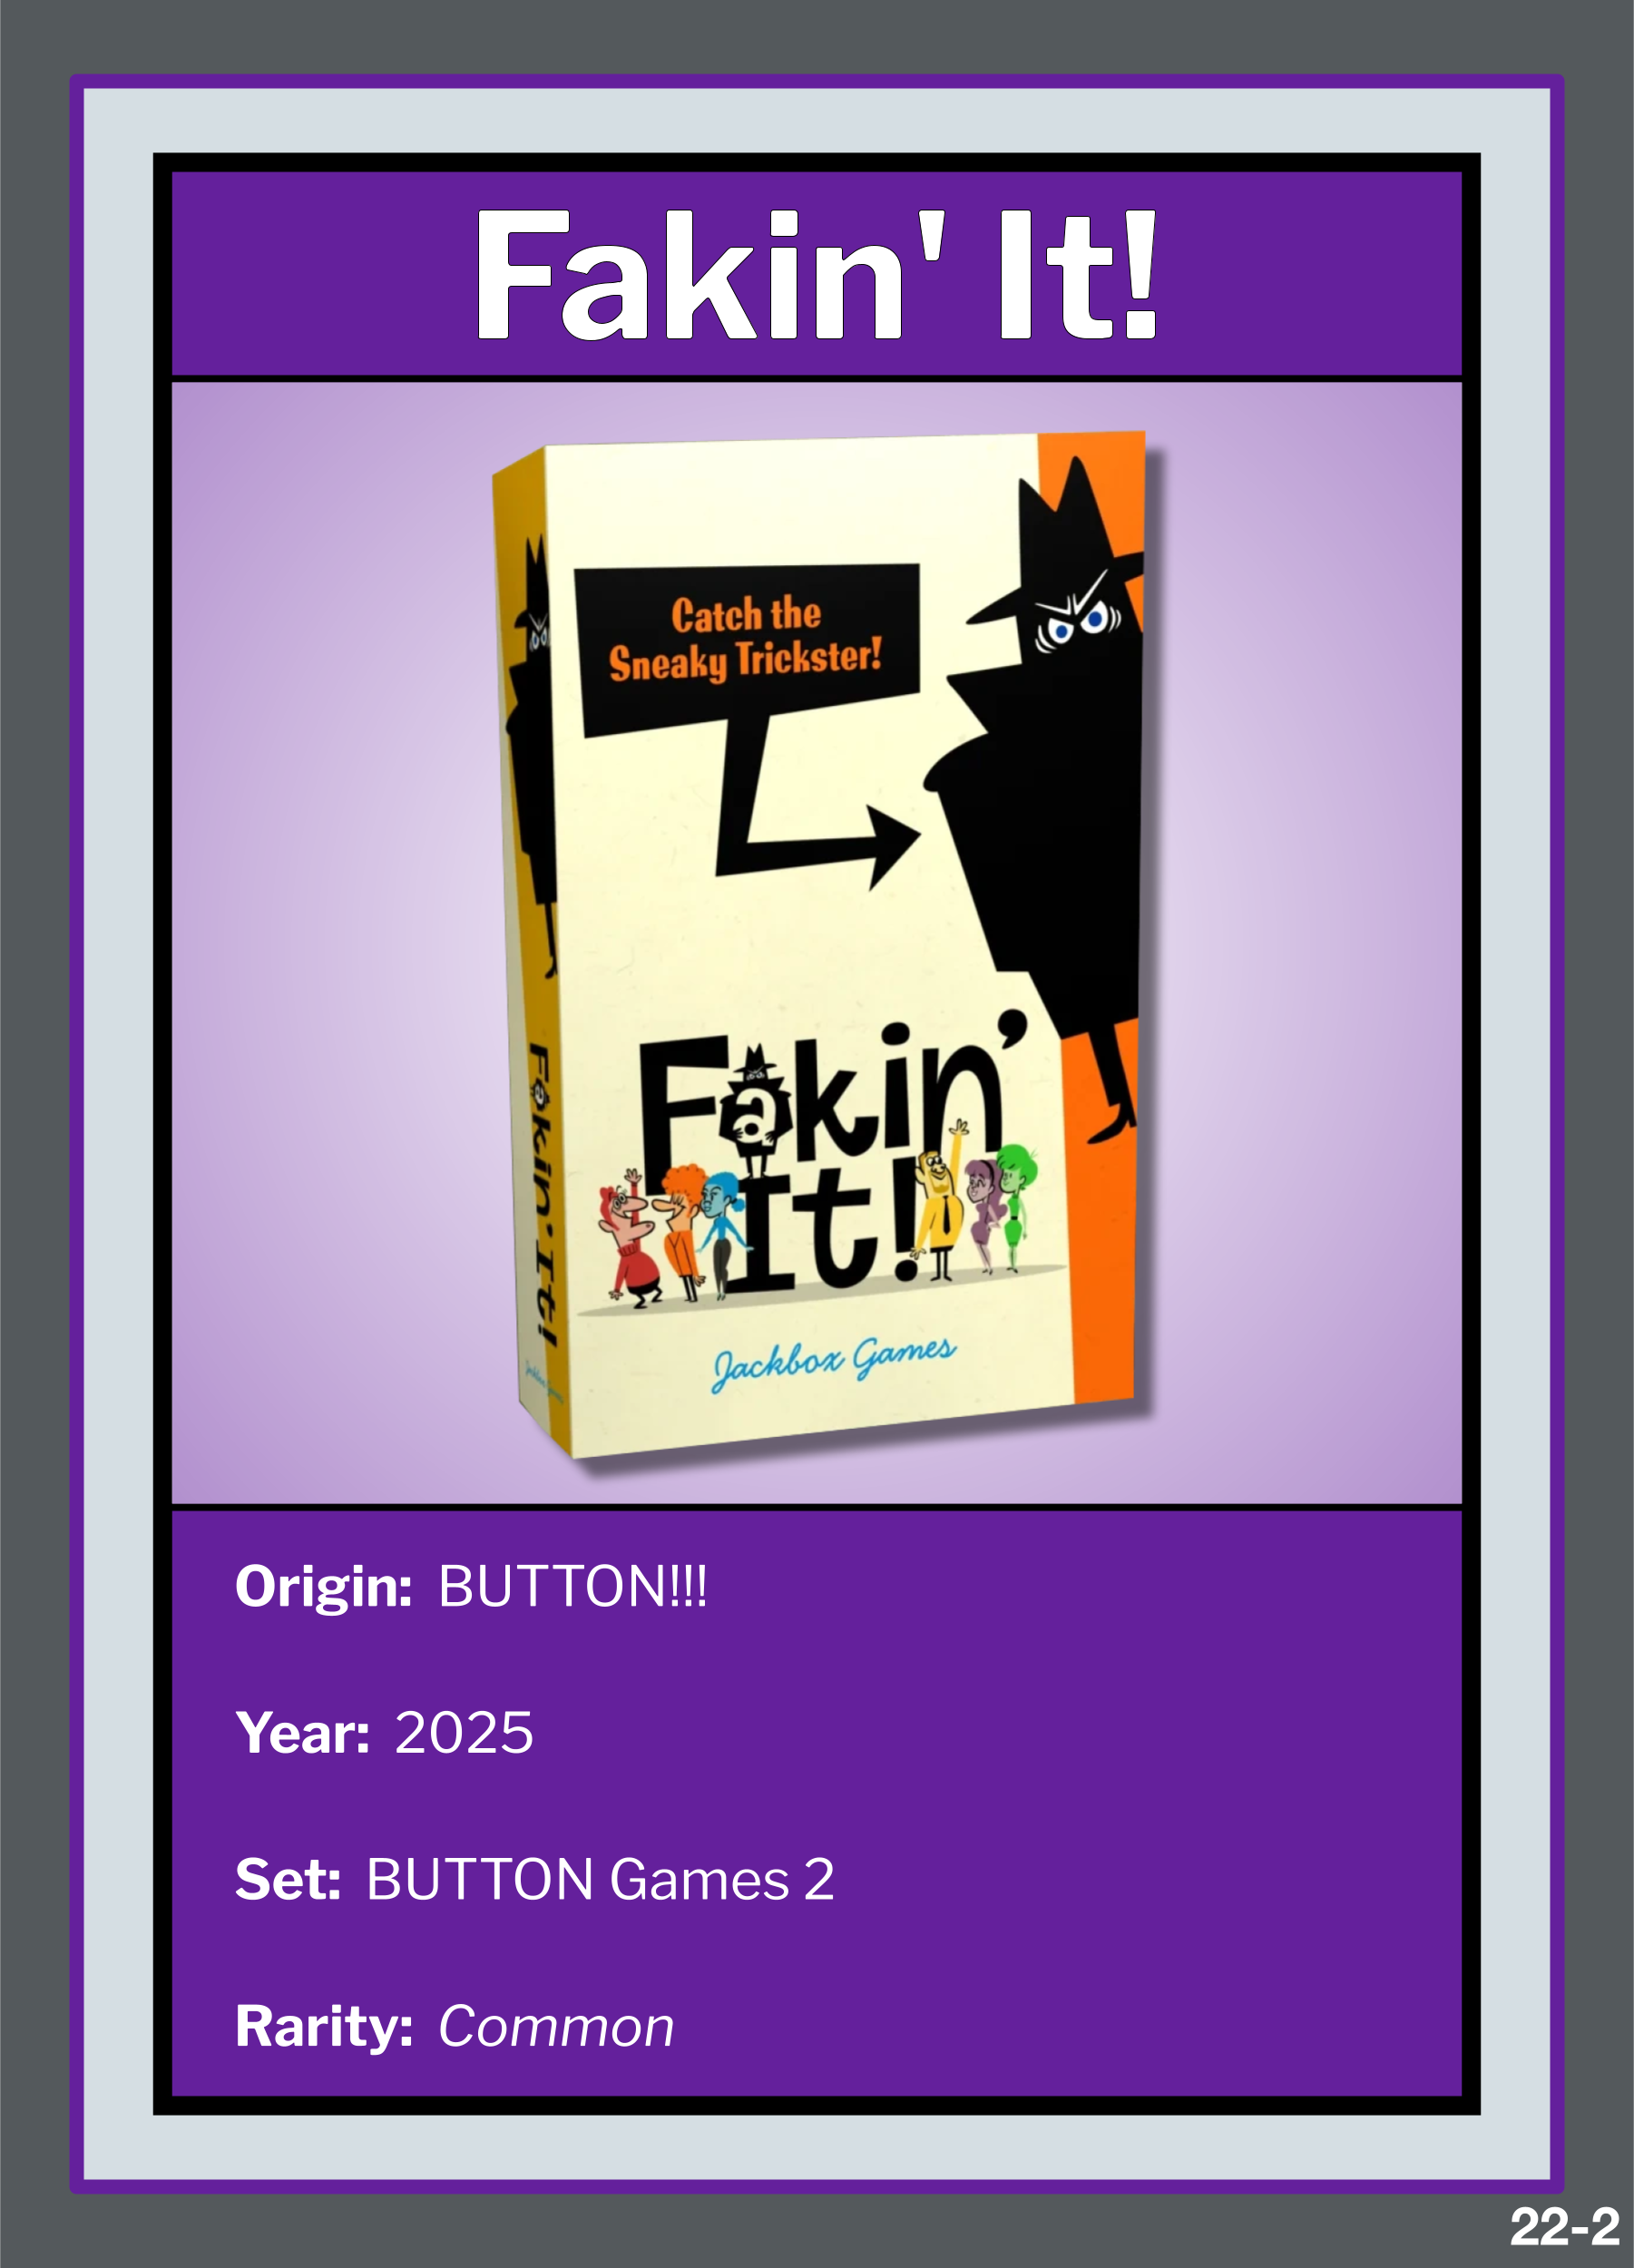 Fakin' It!
Catch the
Sneaky Trickster!
Fakin'
It!
Jackbox Games
Fakin' It!
Jackbox Games
Origin: BUTTON!!!
Year: 2025
Set: BUTTON Games 2
Rarity: Common
22-2